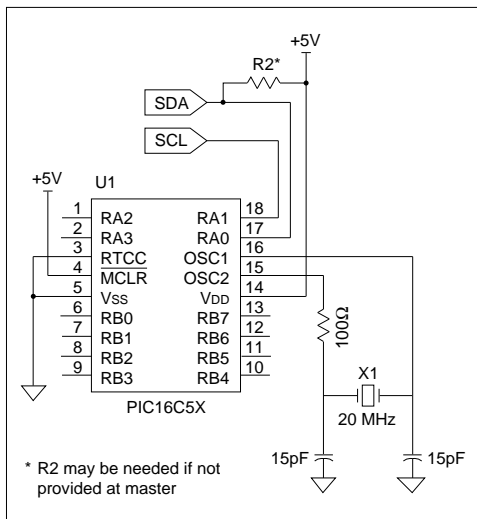 +5V
R2*
SDA
SCL
+5V
U1
1 RA2 RA1 18
2 RA3 RA0 17
3 RTCC OSC1 16
4 MCLR OSC2 15
5 VSS VDD 14
6 RB0 RB7 13
7 RB1 RB6 12
8 RB2 RB5 11
9 RB3 RB4 10
PIC16C5X
100Ω
X1
20 MHz
15pF 15pF
* R2 may be needed if not
provided at master